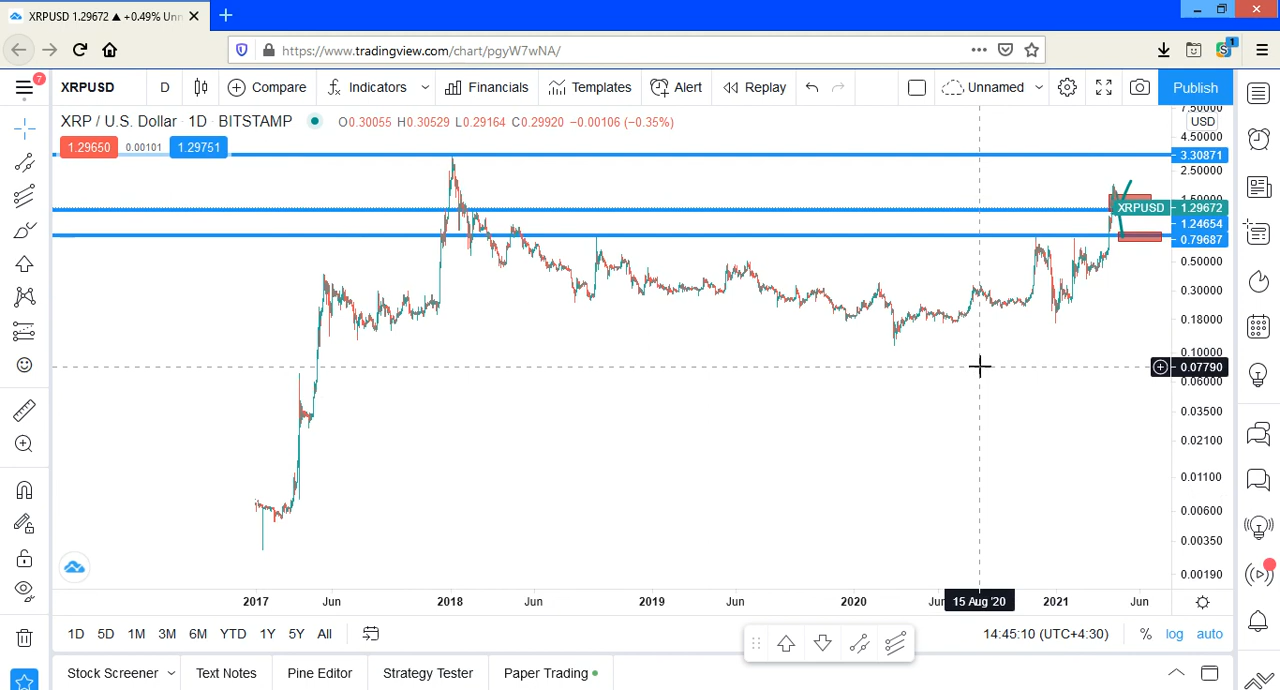 XRPUSD 1.29672 ▲ +0.49% Unn
https://www.tradingview.com/chart/pgyW7wNA/
S 1
7
XRPUSD D Compare Indicators Financials Templates Alert Replay Unnamed Publish
XRP / U.S. Dollar 1D BITSTAMP O0.30055 H0.30529 L0.29164 C0.29920 −0.00106 (−0.35%)
1.29650 0.00101 1.29751
7.50000
USD
4.50000
3.30871
2.50000
1.50000
XRPUSD 1.29672
1.24654
0.79687
0.50000
0.30000
0.18000
0.10000
0.07790
0.06000
0.03500
0.02100
0.01100
0.00600
0.00350
0.00190
2017 Jun 2018 Jun 2019 Jun 2020 Jun 15 Aug '20 2021 Jun
1D 5D 1M 3M 6M YTD 1Y 5Y All 14:45:10 (UTC+4:30) % log auto
Stock Screener Text Notes Pine Editor Strategy Tester Paper Trading